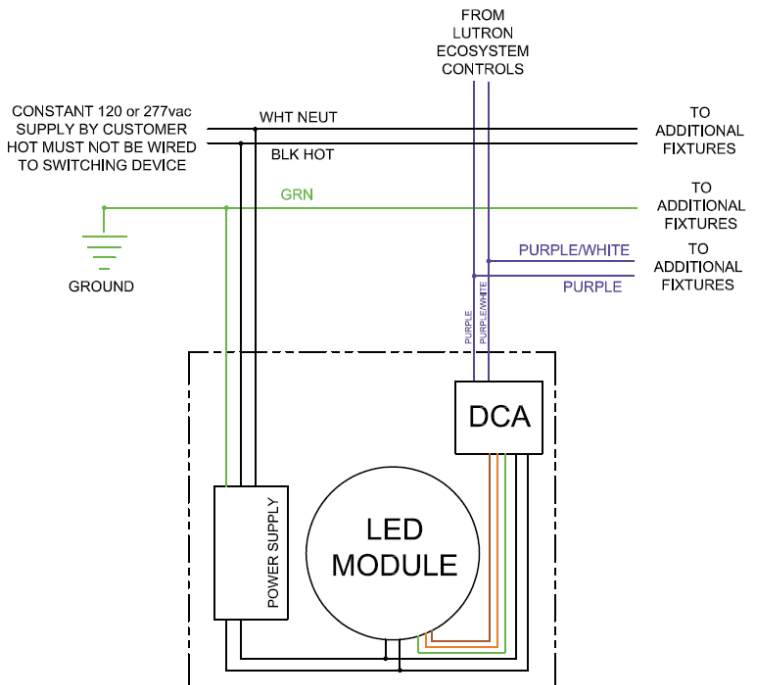 FROM
LUTRON
ECOSYSTEM
CONTROLS
CONSTANT 120 or 277vac
SUPPLY BY CUSTOMER
HOT MUST NOT BE WIRED
TO SWITCHING DEVICE
WHT NEUT
BLK HOT
TO
ADDITIONAL
FIXTURES
GRN
TO
ADDITIONAL
FIXTURES
GROUND
PURPLE/WHITE
PURPLE
TO
ADDITIONAL
FIXTURES
PURPLE
PURPLE/WHITE
DCA
POWER SUPPLY
LED
MODULE